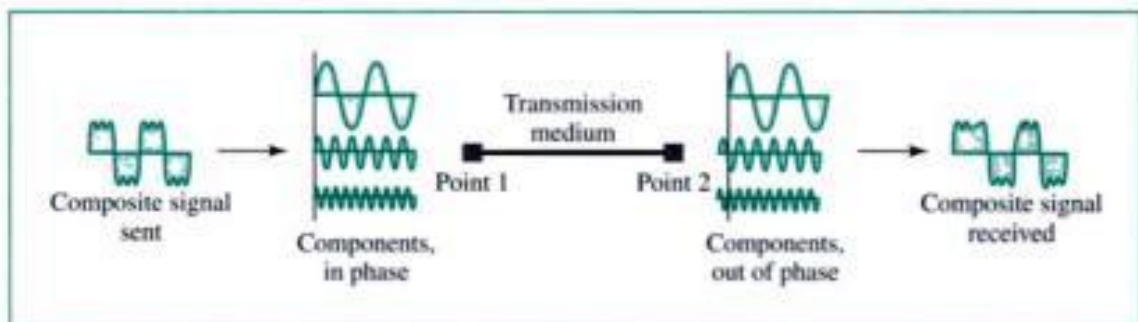 Composite signal
sent
Components,
in phase
Transmission
medium
Point 1
Point 2
Components,
out of phase
Composite signal
received